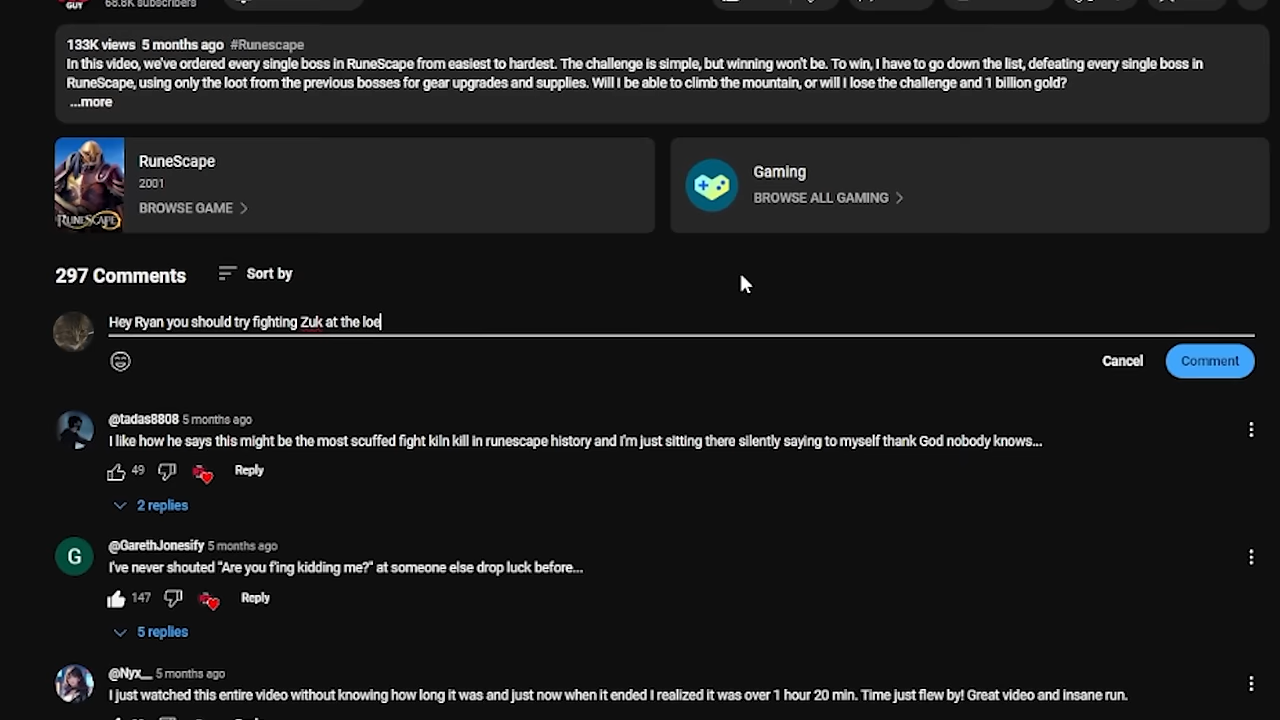 GUY
68.8K subscribers
133K views 5 months ago #Runescape
In this video, we've ordered every single boss in RuneScape from easiest to hardest. The challenge is simple, but winning won't be. To win, I have to go down the list, defeating every single boss in
RuneScape, using only the loot from the previous bosses for gear upgrades and supplies. Will I be able to climb the mountain, or will I lose the challenge and 1 billion gold?
...more
RuneScape
2001
BROWSE GAME
RUNESCAPE
Gaming
BROWSE ALL GAMING
297 Comments
Sort by
Hey Ryan you should try fighting Zuk at the loe
Cancel
Comment
@tadas8808 5 months ago
I like how he says this might be the most scuffed fight kiln kill in runescape history and I'm just sitting there silently saying to myself thank God nobody knows...
49
Reply
2 replies
G
@GarethJonesify 5 months ago
I've never shouted "Are you f'ing kidding me?" at someone else drop luck before...
147
Reply
5 replies
@Nyx__ 5 months ago
I just watched this entire video without knowing how long it was and just now when it ended I realized it was over 1 hour 20 min. Time just flew by! Great video and insane run.